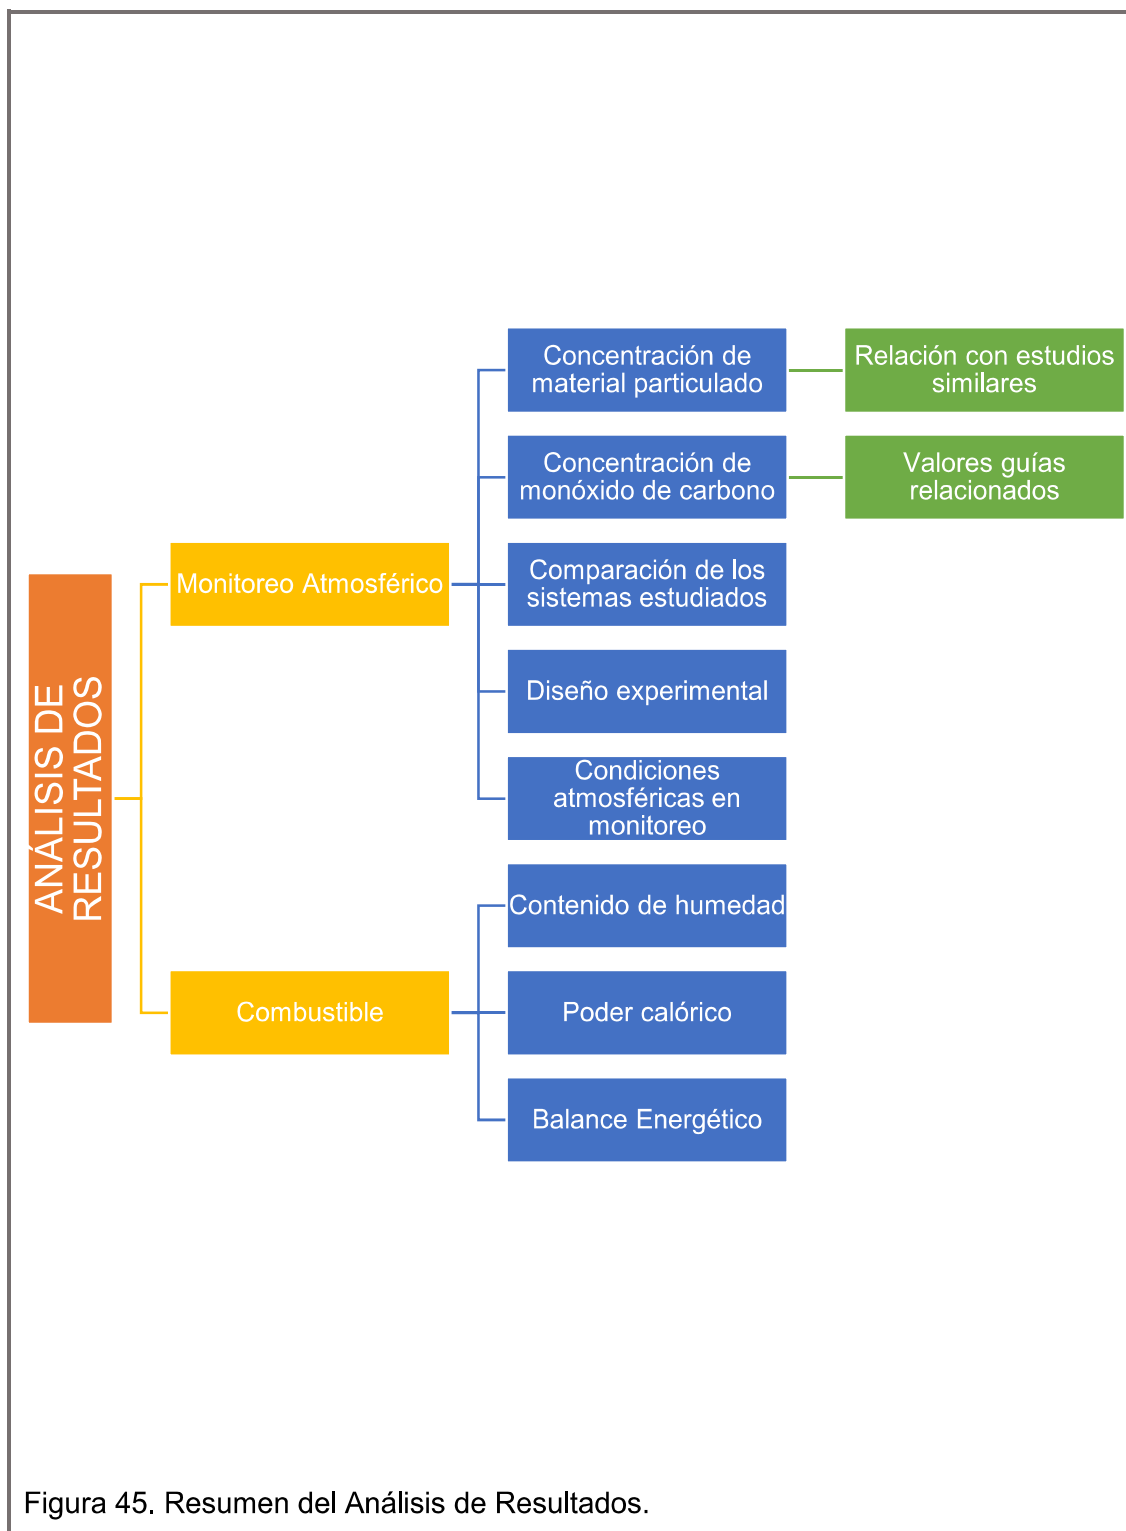 ANÁLISIS DE
RESULTADOS
Monitoreo Atmosférico
Concentración de
material particulado
Relación con estudios
similares
Concentración de
monóxido de carbono
Valores guías
relacionados
Comparación de los
sistemas estudiados
Diseño experimental
Condiciones
atmosféricas en
monitoreo
Combustible
Contenido de humedad
Poder calórico
Balance Energético
Figura 45. Resumen del Análisis de Resultados.